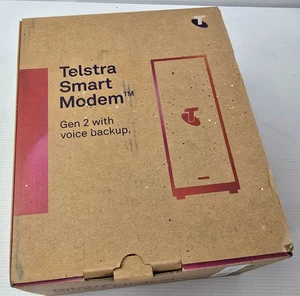 Telstra
Smart
Modem™
Gen 2 with
voice backup.